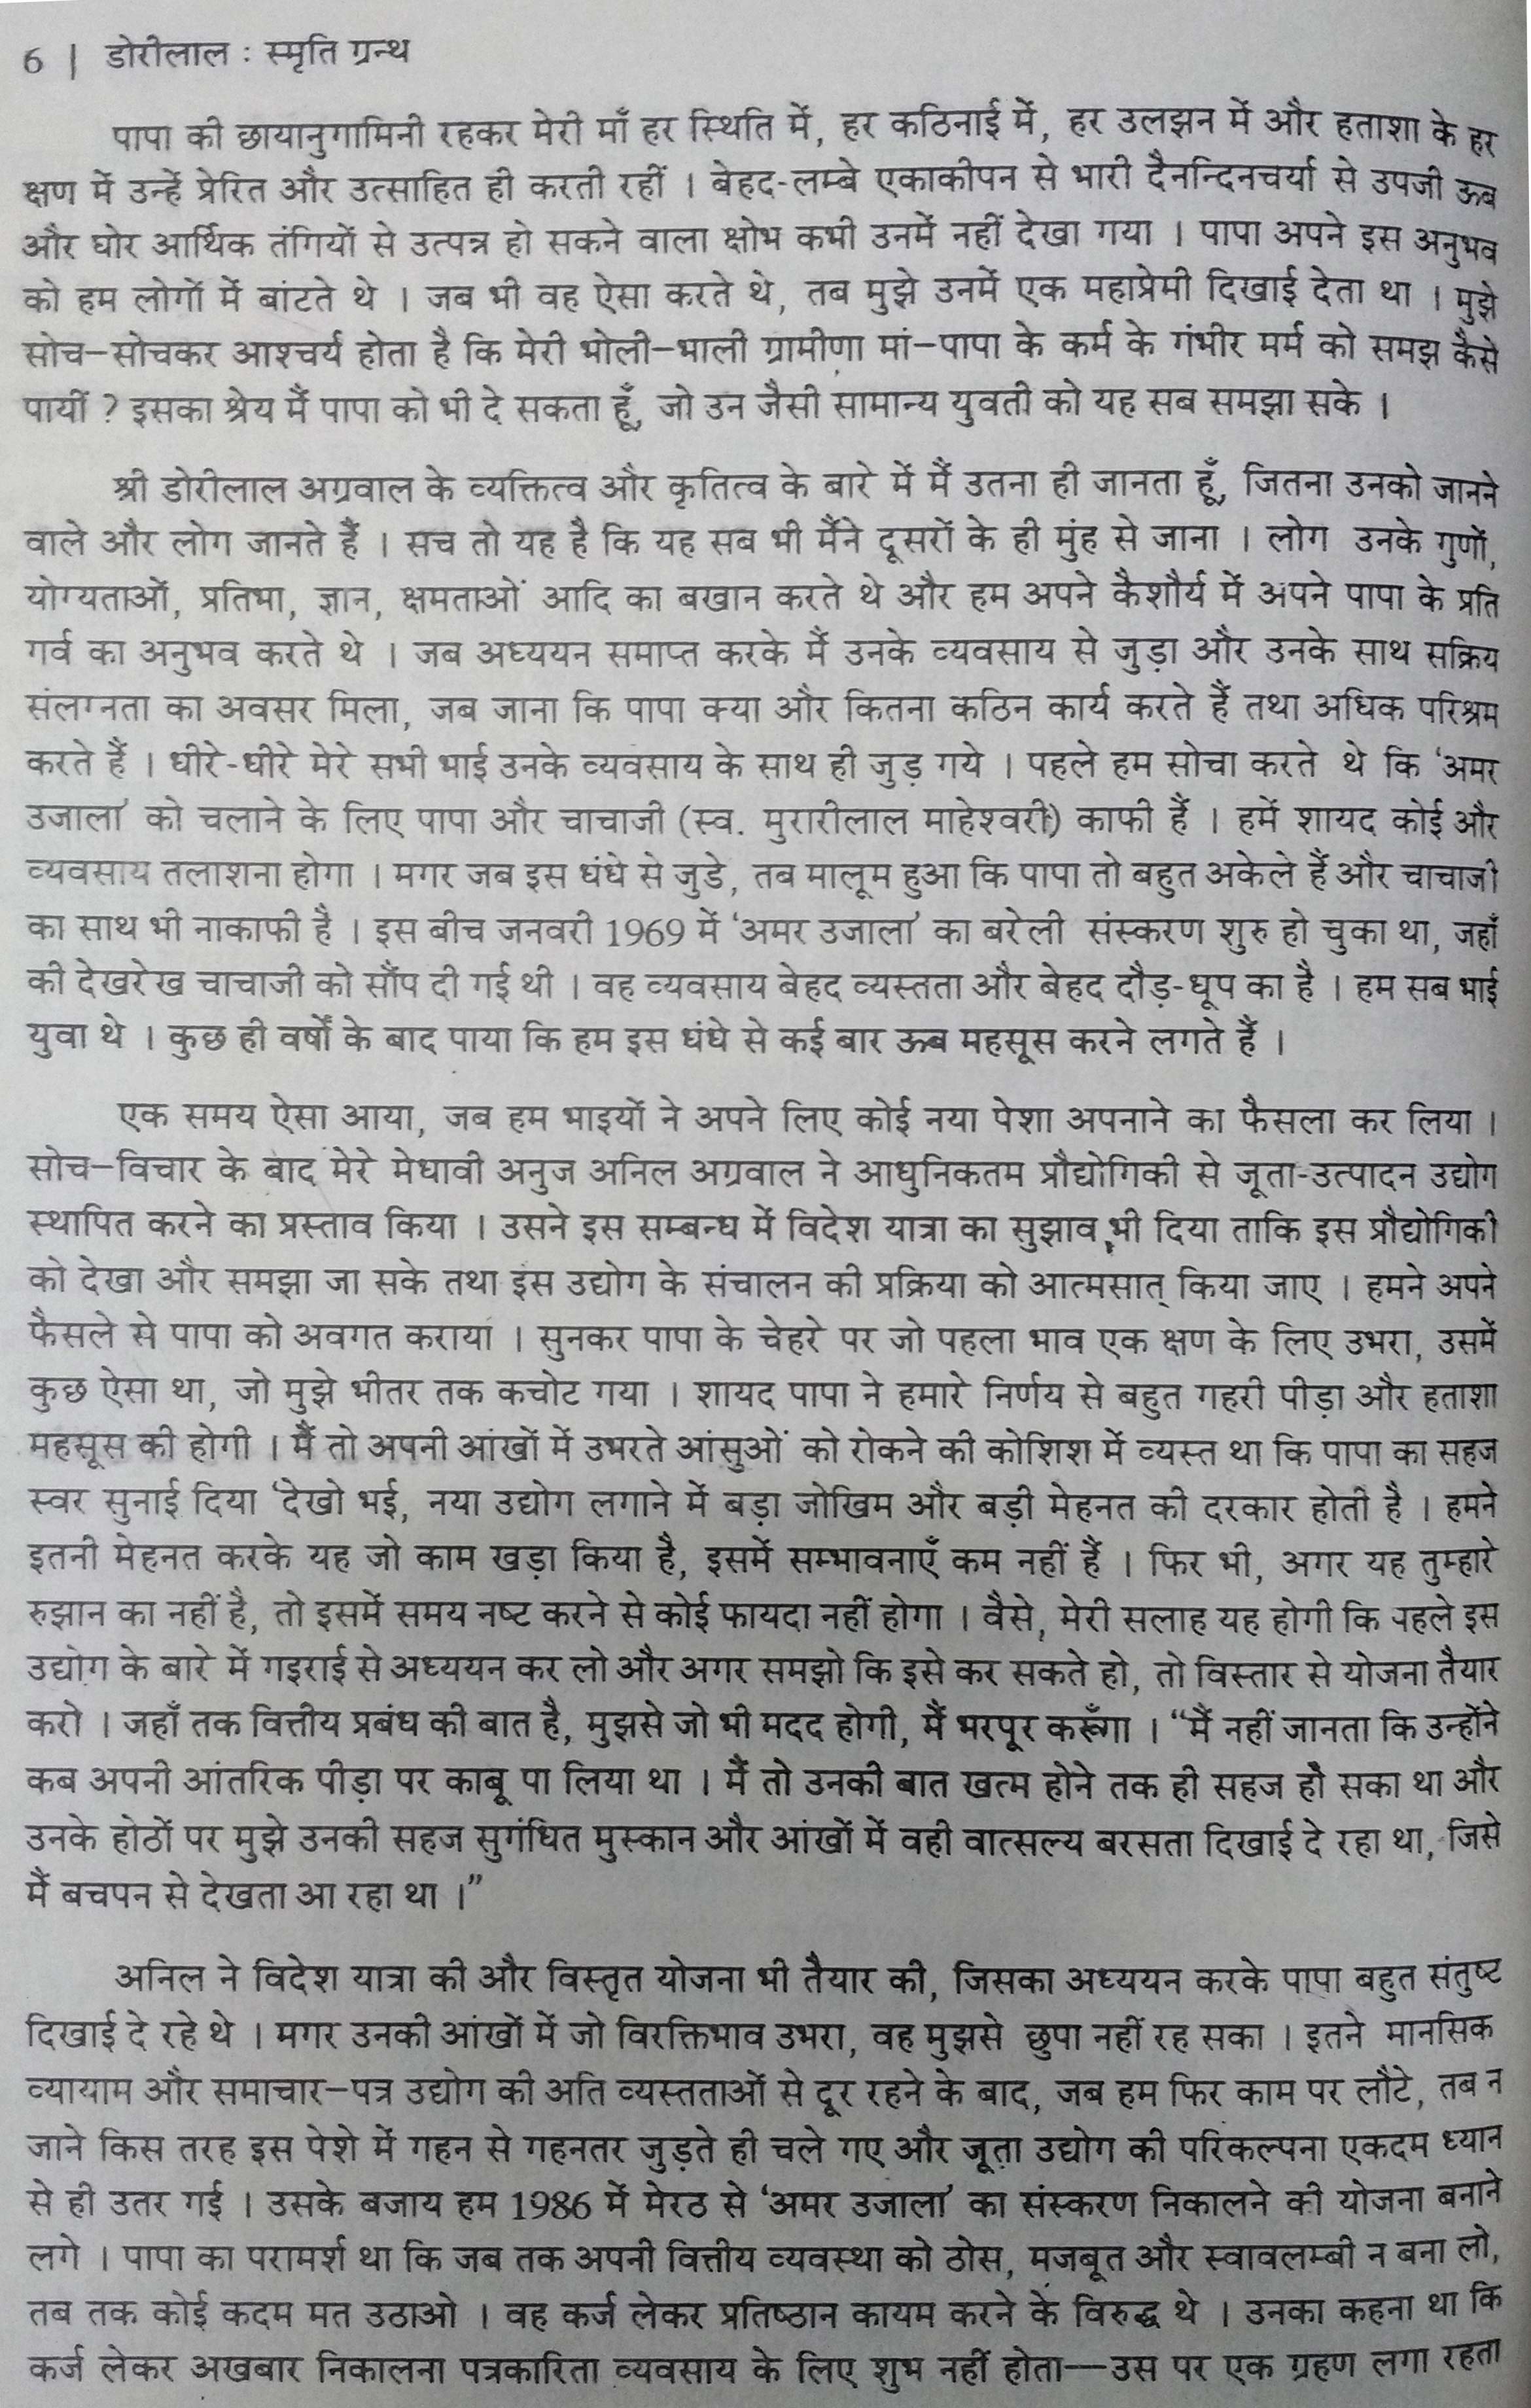 6 | डोरीलाल : स्मृति ग्रन्थ
पापा की छायानुगामिनी रहकर मेरी माँ हर स्थिति में, हर कठिनाई में, हर उलझन में और हताशा के हर
क्षण में उन्हें प्रेरित और उत्साहित ही करती रहीं । बेहद-लम्बे एकाकीपन से भारी दैनन्दिनचर्या से उपजी ऊब
और घोर आर्थिक तंगियों से उत्पन्न हो सकने वाला क्षोभ कभी उनमें नहीं देखा गया । पापा अपने इस अनुभव
को हम लोगों में बांटते थे । जब भी वह ऐसा करते थे, तब मुझे उनमें एक महाप्रेमी दिखाई देता था । मुझे
सोच–सोचकर आश्चर्य होता है कि मेरी भोली–भाली ग्रामीणा मां–पापा के कर्म के गंभीर मर्म को समझ कैसे
पायीं ? इसका श्रेय मैं पापा को भी दे सकता हूँ, जो उन जैसी सामान्य युवती को यह सब समझा सके ।
श्री डोरीलाल अग्रवाल के व्यक्तित्व और कृतित्व के बारे में मैं उतना ही जानता हूँ, जितना उनको जानने
वाले और लोग जानते हैं । सच तो यह है कि यह सब भी मैंने दूसरों के ही मुंह से जाना । लोग उनके गुणों,
योग्यताओं, प्रतिभा, ज्ञान, क्षमताओं आदि का बखान करते थे और हम अपने कैशौर्य में अपने पापा के प्रति
गर्व का अनुभव करते थे । जब अध्ययन समाप्त करके मैं उनके व्यवसाय से जुड़ा और उनके साथ सक्रिय
संलग्नता का अवसर मिला, जब जाना कि पापा क्या और कितना कठिन कार्य करते हैं तथा अधिक परिश्रम
करते हैं । धीरे-धीरे मेरे सभी भाई उनके व्यवसाय के साथ ही जुड़ गये । पहले हम सोचा करते थे कि ‘अमर
उजाला’ को चलाने के लिए पापा और चाचाजी (स्व. मुरारीलाल माहेश्वरी) काफी हैं । हमें शायद कोई और
व्यवसाय तलाशना होगा । मगर जब इस धंधे से जुडे, तब मालूम हुआ कि पापा तो बहुत अकेले हैं और चाचाजी
का साथ भी नाकाफी है । इस बीच जनवरी 1969 में ‘अमर उजाला’ का बरेली संस्करण शुरु हो चुका था, जहाँ
की देखरेख चाचाजी को सौंप दी गई थी । वह व्यवसाय बेहद व्यस्तता और बेहद दौड़-धूप का है । हम सब भाई
युवा थे । कुछ ही वर्षों के बाद पाया कि हम इस धंधे से कई बार ऊब महसूस करने लगते हैं ।
एक समय ऐसा आया, जब हम भाइयों ने अपने लिए कोई नया पेशा अपनाने का फैसला कर लिया ।
सोच–विचार के बाद मेरे मेधावी अनुज अनिल अग्रवाल ने आधुनिकतम प्रौद्योगिकी से जूता-उत्पादन उद्योग
स्थापित करने का प्रस्ताव किया । उसने इस सम्बन्ध में विदेश यात्रा का सुझाव भी दिया ताकि इस प्रौद्योगिकी
को देखा और समझा जा सके तथा इस उद्योग के संचालन की प्रक्रिया को आत्मसात् किया जाए । हमने अपने
फैसले से पापा को अवगत कराया । सुनकर पापा के चेहरे पर जो पहला भाव एक क्षण के लिए उभरा, उसमें
कुछ ऐसा था, जो मुझे भीतर तक कचोट गया । शायद पापा ने हमारे निर्णय से बहुत गहरी पीड़ा और हताशा
महसूस की होगी । मैं तो अपनी आंखों में उभरते आंसुओं को रोकने की कोशिश में व्यस्त था कि पापा का सहज
स्वर सुनाई दिया ‘देखो भई, नया उद्योग लगाने में बड़ा जोखिम और बड़ी मेहनत की दरकार होती है । हमने
इतनी मेहनत करके यह जो काम खड़ा किया है, इसमें सम्भावनाएँ कम नहीं हैं । फिर भी, अगर यह तुम्हारे
रुझान का नहीं है, तो इसमें समय नष्ट करने से कोई फायदा नहीं होगा । वैसे, मेरी सलाह यह होगी कि पहले इस
उद्योग के बारे में गइराई से अध्ययन कर लो और अगर समझो कि इसे कर सकते हो, तो विस्तार से योजना तैयार
करो । जहाँ तक वित्तीय प्रबंध की बात है, मुझसे जो भी मदद होगी, मैं भरपूर करूँगा । “मैं नहीं जानता कि उन्होंने
कब अपनी आंतरिक पीड़ा पर काबू पा लिया था । मैं तो उनकी बात खत्म होने तक ही सहज हो सका था और
उनके होठों पर मुझे उनकी सहज सुगंधित मुस्कान और आंखों में वही वात्सल्य बरसता दिखाई दे रहा था, जिसे
मैं बचपन से देखता आ रहा था ।”
अनिल ने विदेश यात्रा की और विस्तृत योजना भी तैयार की, जिसका अध्ययन करके पापा बहुत संतुष्ट
दिखाई दे रहे थे । मगर उनकी आंखों में जो विरक्तिभाव उभरा, वह मुझसे छुपा नहीं रह सका । इतने मानसिक
व्यायाम और समाचार–पत्र उद्योग की अति व्यस्तताओं से दूर रहने के बाद, जब हम फिर काम पर लौटे, तब न
जाने किस तरह इस पेशे में गहन से गहनतर जुड़ते ही चले गए और जूता उद्योग की परिकल्पना एकदम ध्यान
से ही उतर गई । उसके बजाय हम 1986 में मेरठ से ‘अमर उजाला’ का संस्करण निकालने की योजना बनाने
लगे । पापा का परामर्श था कि जब तक अपनी वित्तीय व्यवस्था को ठोस, मजबूत और स्वावलम्बी न बना लो,
तब तक कोई कदम मत उठाओ । वह कर्ज लेकर प्रतिष्ठान कायम करने के विरुद्ध थे । उनका कहना था कि
कर्ज लेकर अखबार निकालना पत्रकारिता व्यवसाय के लिए शुभ नहीं होता—उस पर एक ग्रहण लगा रहता